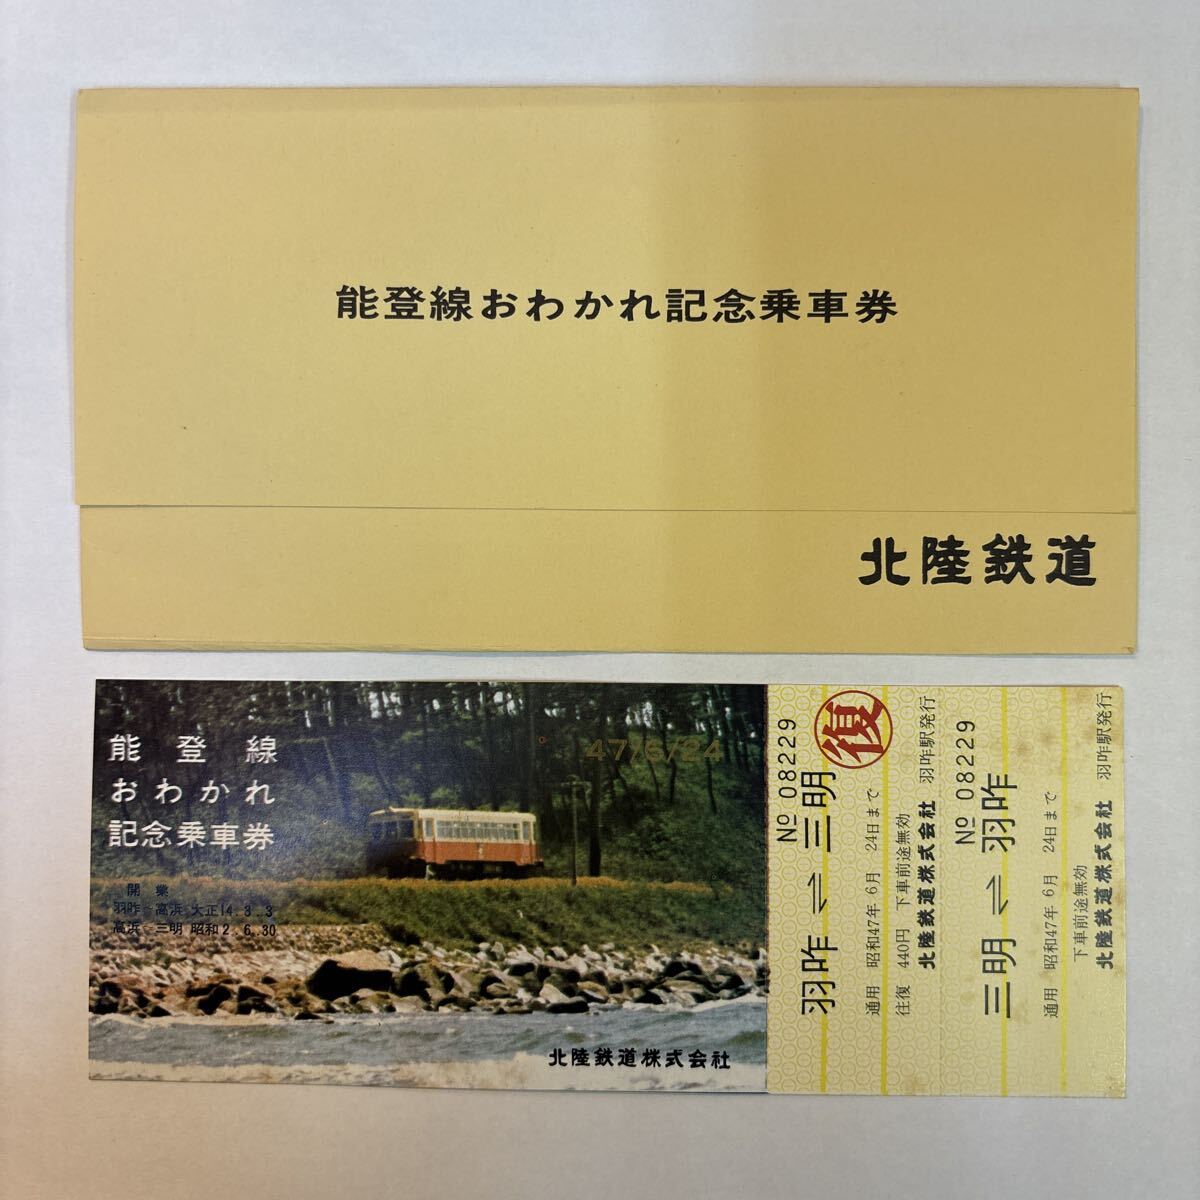 能登線おわかれ記念乗車券
北陸鉄道
能登線
おわかれ
記念乗車券
開業
羽咋～高浜 大正14.3.3
高浜～三明 昭和2.6.30
47/6/24
北陸鉄道株式会社
№ 08229
羽咋 ⇌ 三明
復
通用 昭和47年6月24日まで
往復 440円 下車前途無効
北陸鉄道株式会社 羽咋駅発行
№ 08229
三明 ⇌ 羽咋
通用 昭和47年6月24日まで
下車前途無効
北陸鉄道株式会社 羽咋駅発行